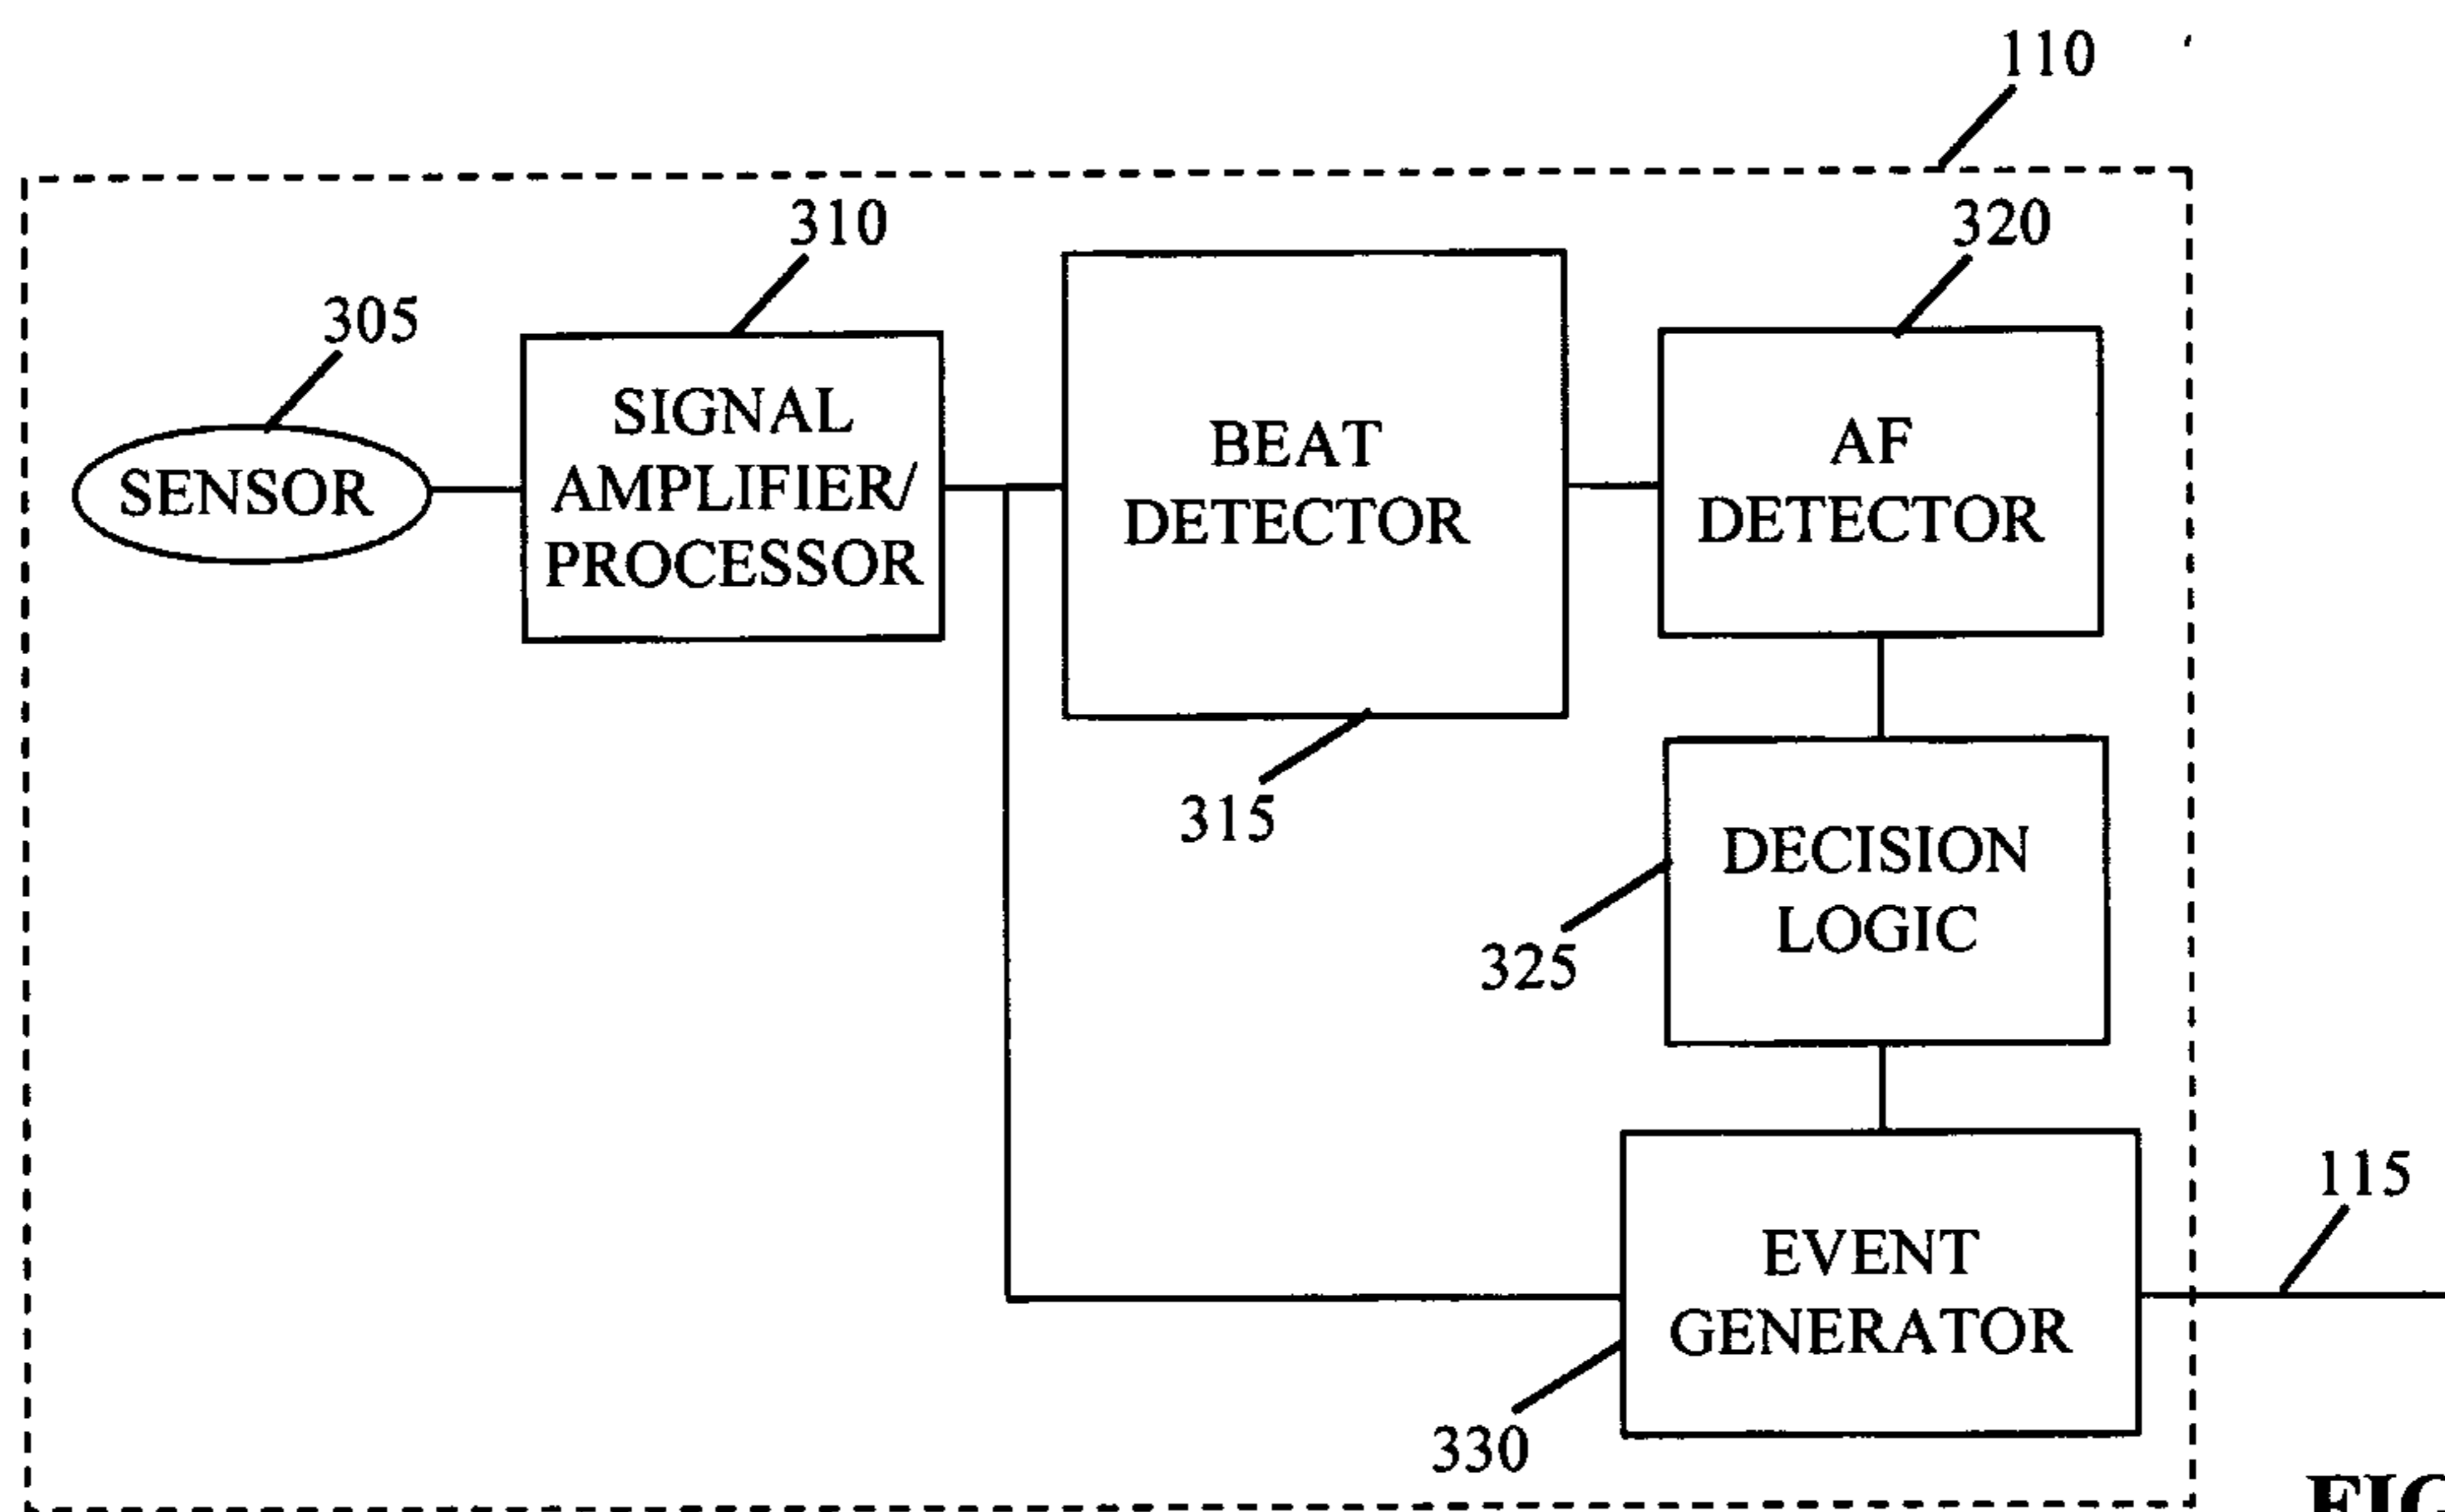 110
310
320
305
SIGNAL
AMPLIFIER/
PROCESSOR
SENSOR
BEAT
DETECTOR
AF
DETECTOR
315
DECISION
LOGIC
325
115
EVENT
GENERATOR
330